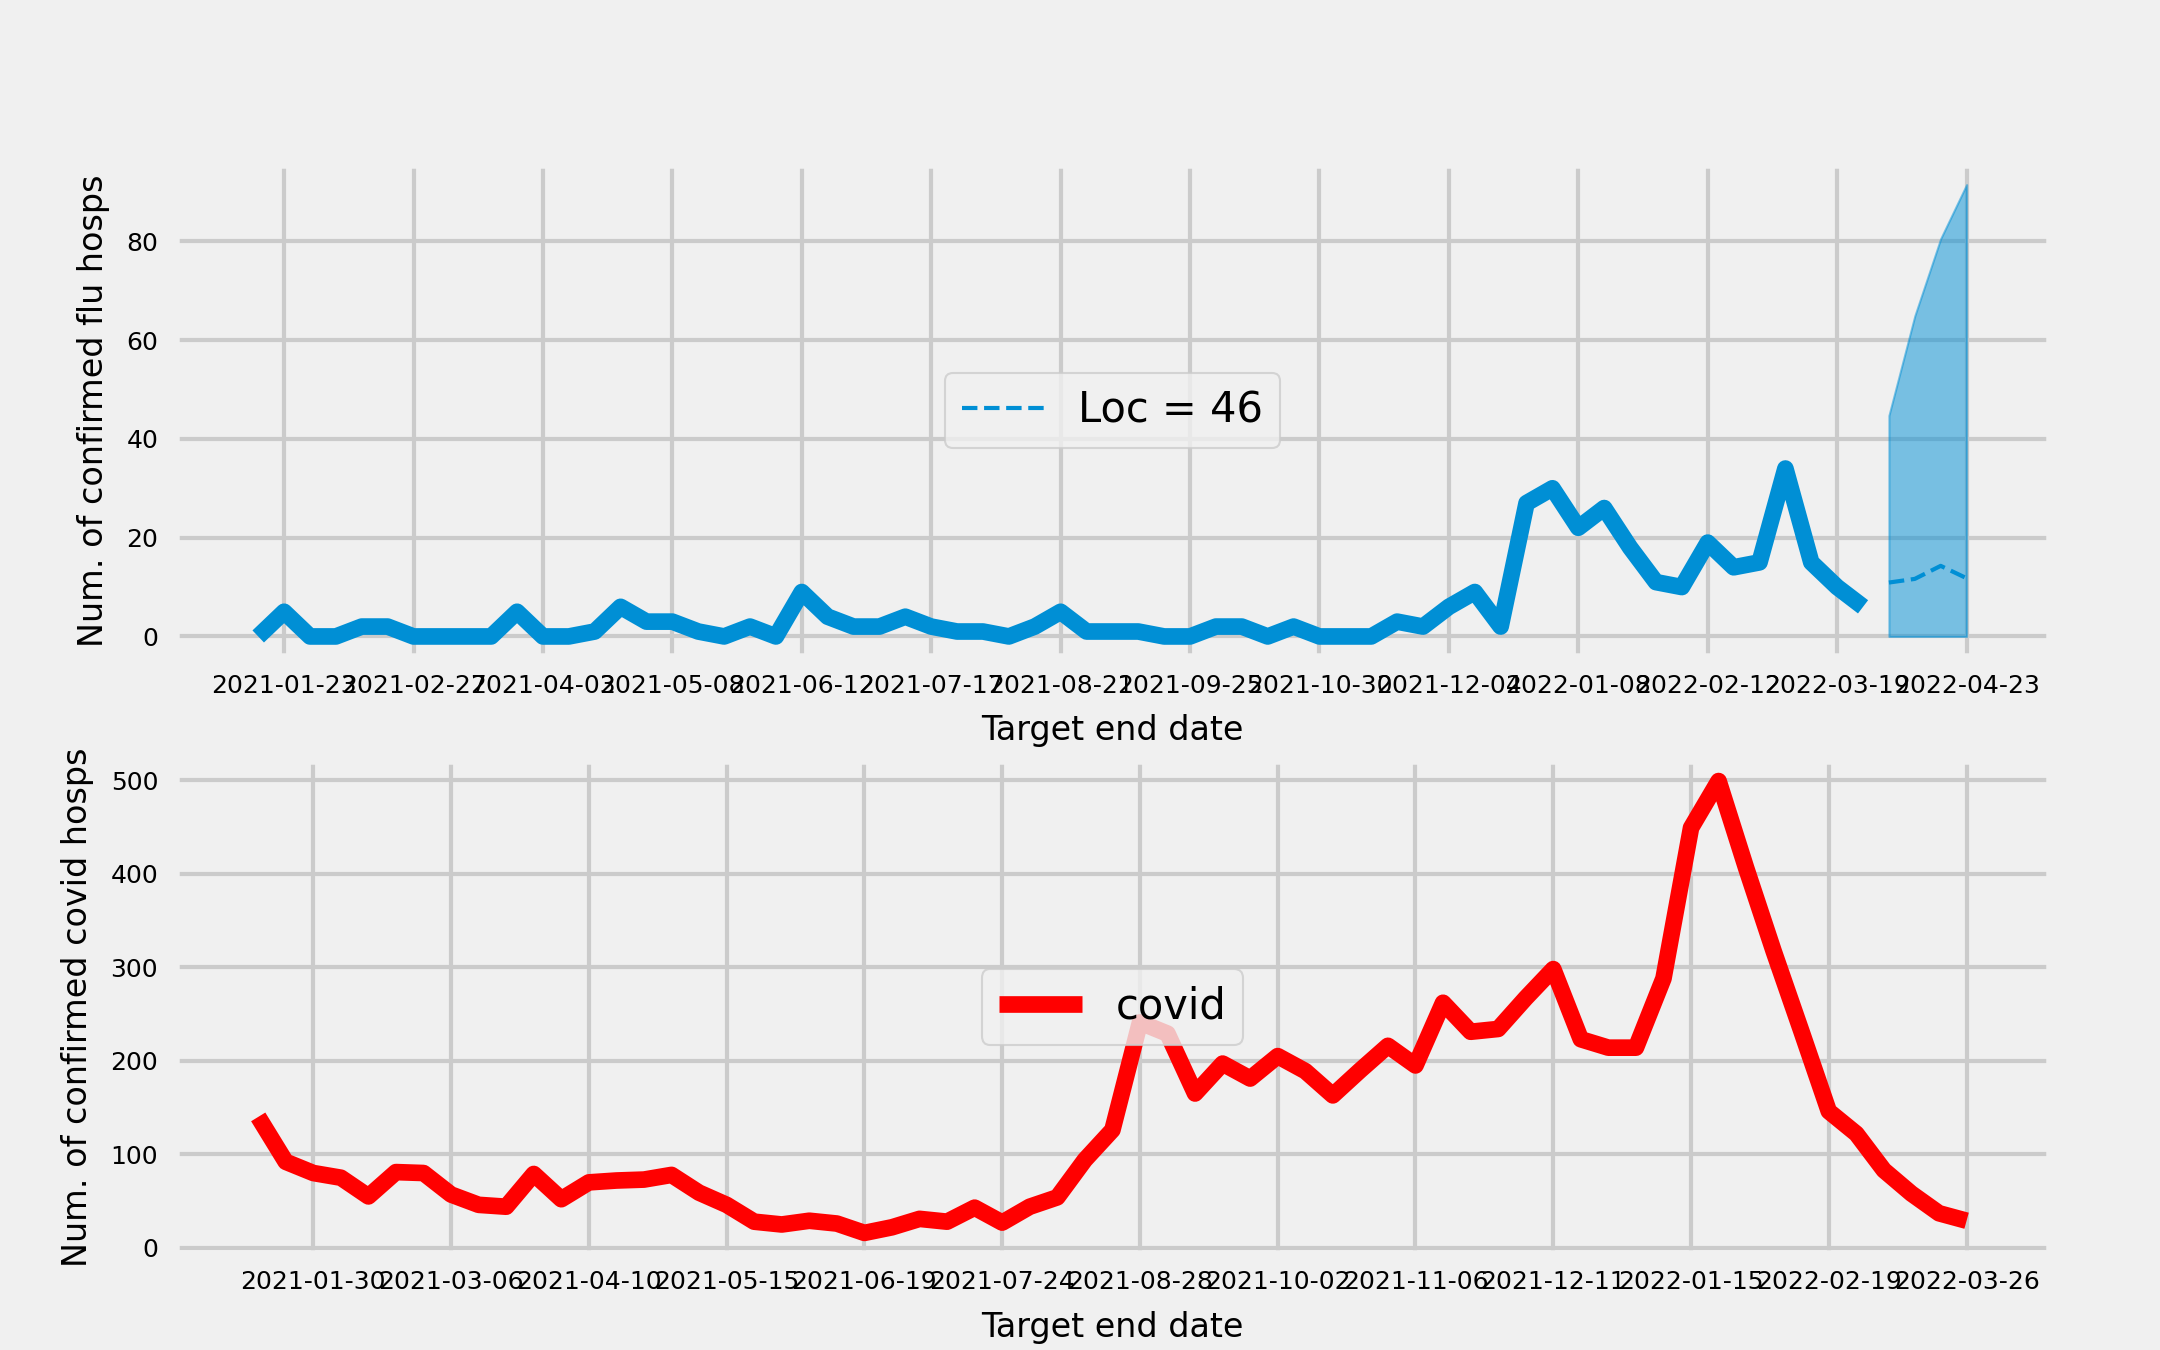 Num. of confirmed flu hosps
80
60
40
20
0
Loc = 46
2021-01-23 2021-02-27 2021-04-03 2021-05-08 2021-06-12 2021-07-17 2021-08-21 2021-09-25 2021-10-30 2021-12-04 2022-01-08 2022-02-12 2022-03-19 2022-04-23
Target end date
Num. of confirmed covid hosps
500
400
300
200
100
0
covid
2021-01-30 2021-03-06 2021-04-10 2021-05-15 2021-06-19 2021-07-24 2021-08-28 2021-10-02 2021-11-06 2021-12-11 2022-01-15 2022-02-19 2022-03-26
Target end date